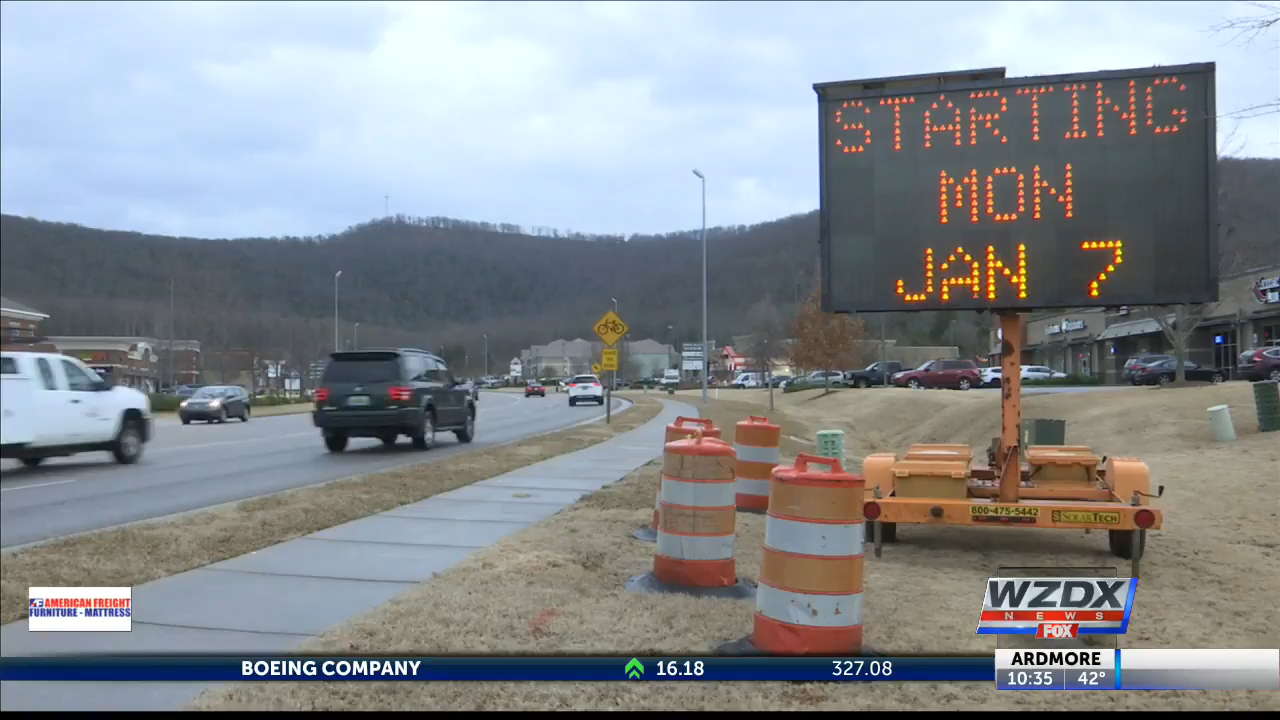 STARTING
MON
JAN 7
800-475-5442
SOLARTECH
AMERICAN FREIGHT
FURNITURE - MATTRESS
WZDX
NEWS
FOX
BOEING COMPANY 16.18 327.08
ARDMORE
10:35 42°